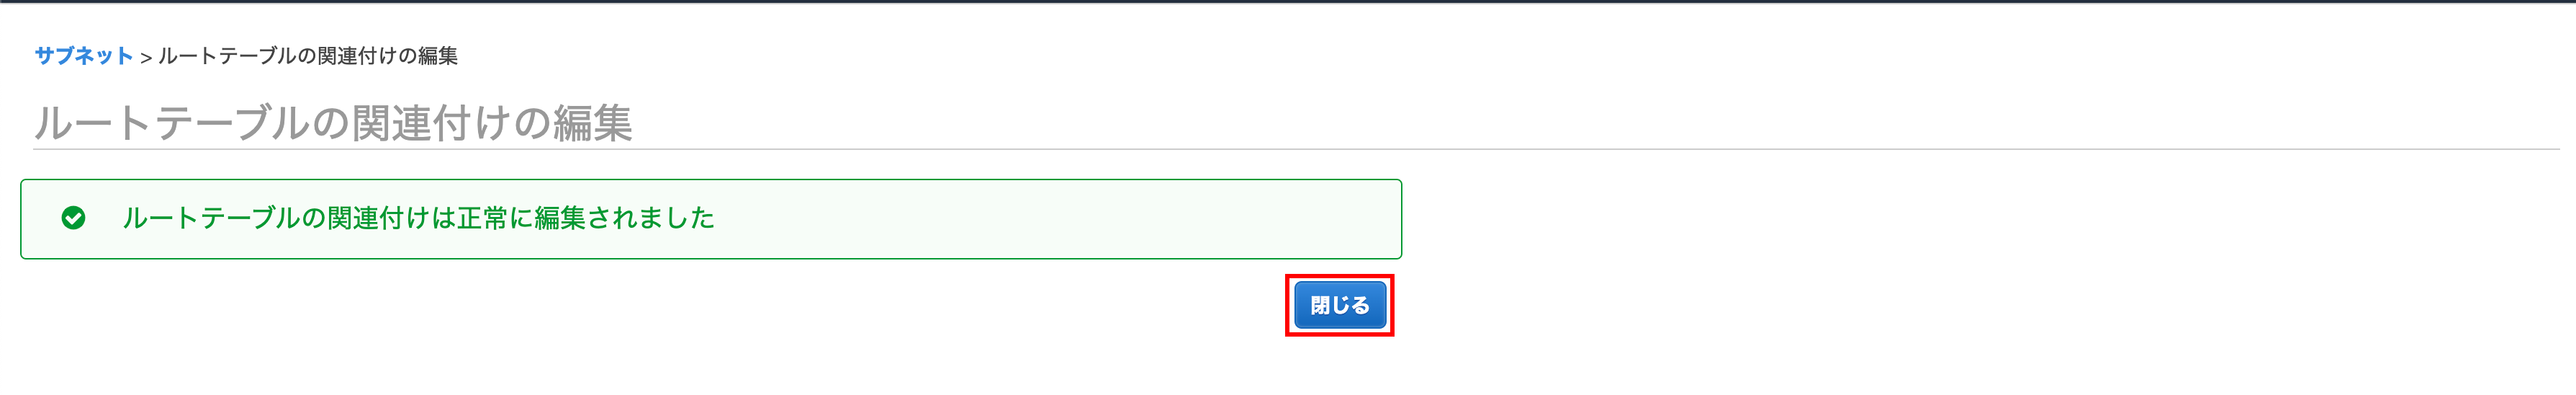 サブネット > ルートテーブルの関連付けの編集
ルートテーブルの関連付けの編集
ルートテーブルの関連付けは正常に編集されました
閉じる